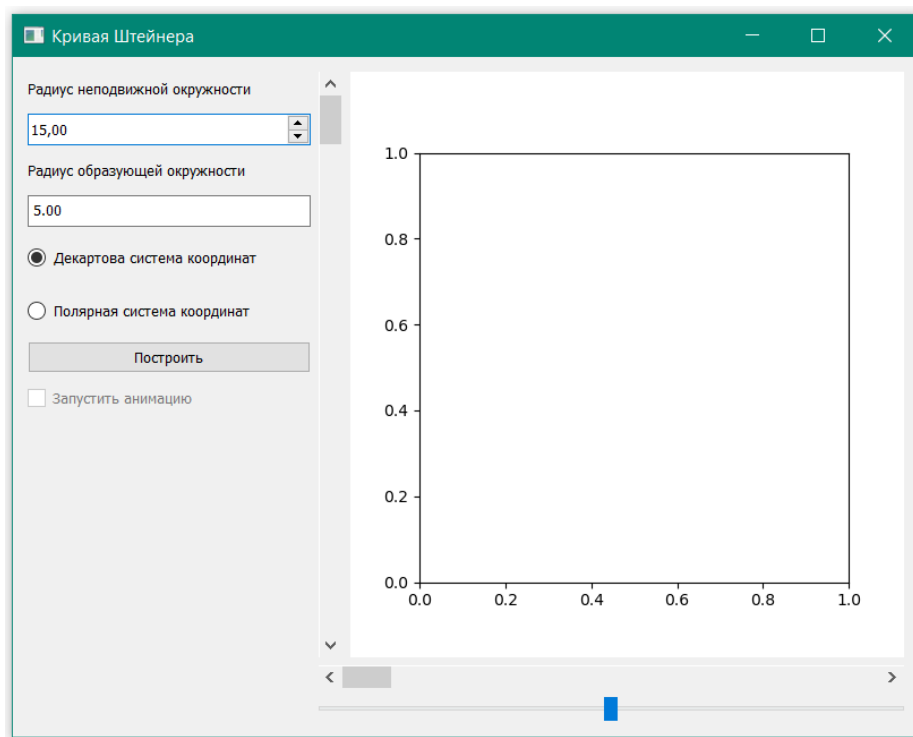 Кривая Штейнера
Радиус неподвижной окружности
15,00
Радиус образующей окружности
5.00
Декартова система координат
Полярная система координат
Построить
Запустить анимацию
1.0
0.8
0.6
0.4
0.2
0.0
0.0 0.2 0.4 0.6 0.8 1.0